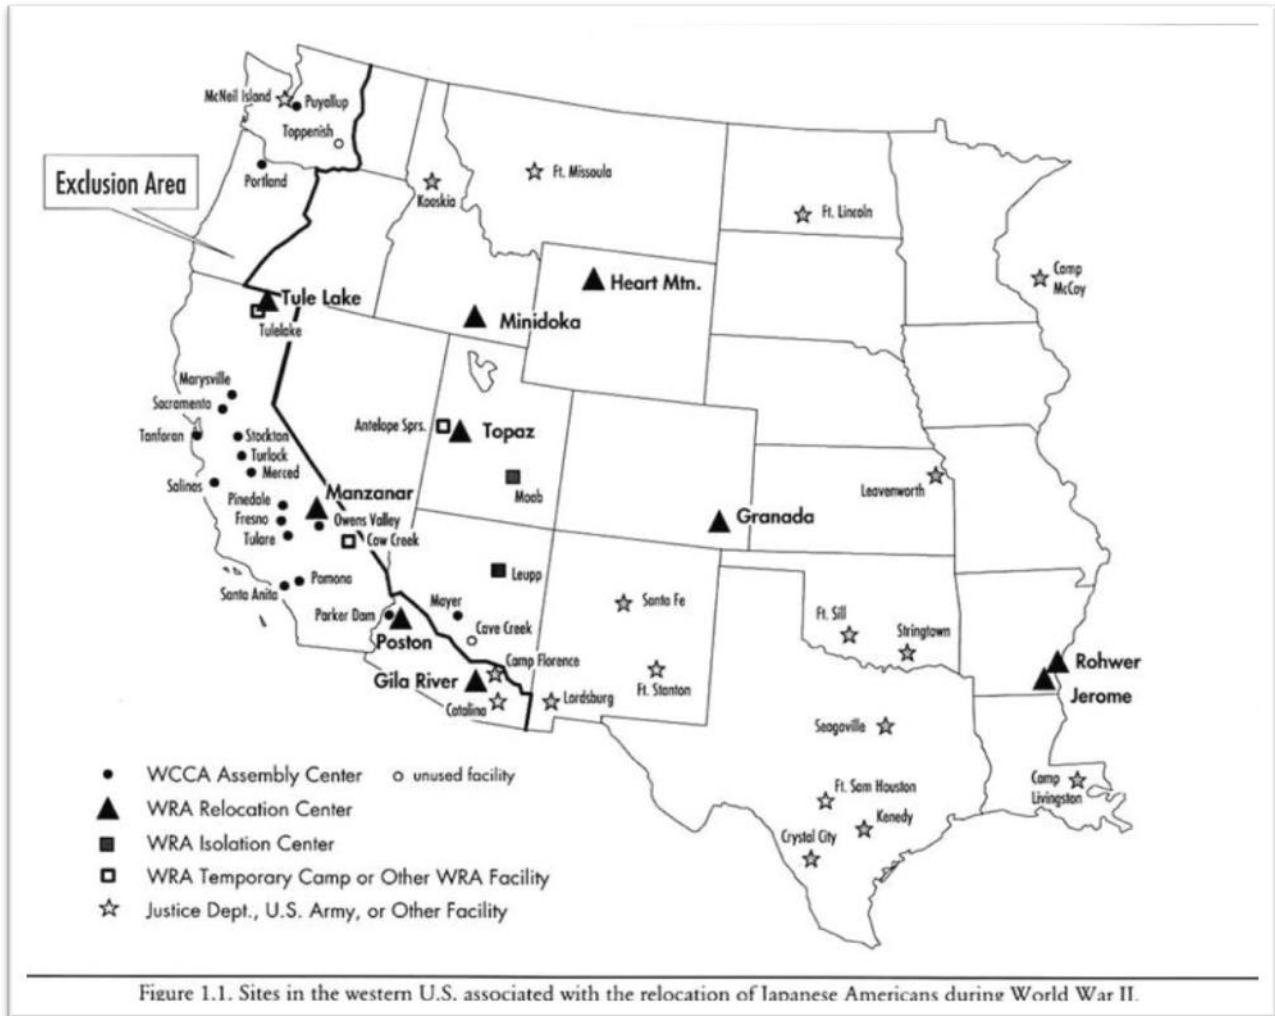 McNeil Island
Puyallup
Toppenish
Exclusion Area
Portland
Kooskia
Ft. Missoula
Ft. Lincoln
Camp
McCoy
Tule Lake
Tulelake
Minidoka
Heart Mtn.
Marysville
Sacramento
Tanforan
Stockton
Turlock
Merced
Salinas
Pinedale
Fresno
Tulare
Antelope Sprs.
Topaz
Moab
Manzanar
Owens Valley
Cow Creek
Granada
Leavenworth
Leupp
Santa Anita
Pomona
Parker Dam
Mayer
Poston
Cave Creek
Camp Florence
Gila River
Catalina
Lordsburg
Santa Fe
Ft. Stanton
Ft. Sill
Stringtown
Rohwer
Jerome
Seagoville
Ft. Sam Houston
Kenedy
Crystal City
Camp
Livingston
WCCA Assembly Center unused facility
WRA Relocation Center
WRA Isolation Center
WRA Temporary Camp or Other WRA Facility
Justice Dept., U.S. Army, or Other Facility
Figure 1.1. Sites in the western U.S. associated with the relocation of Japanese Americans during World War II.